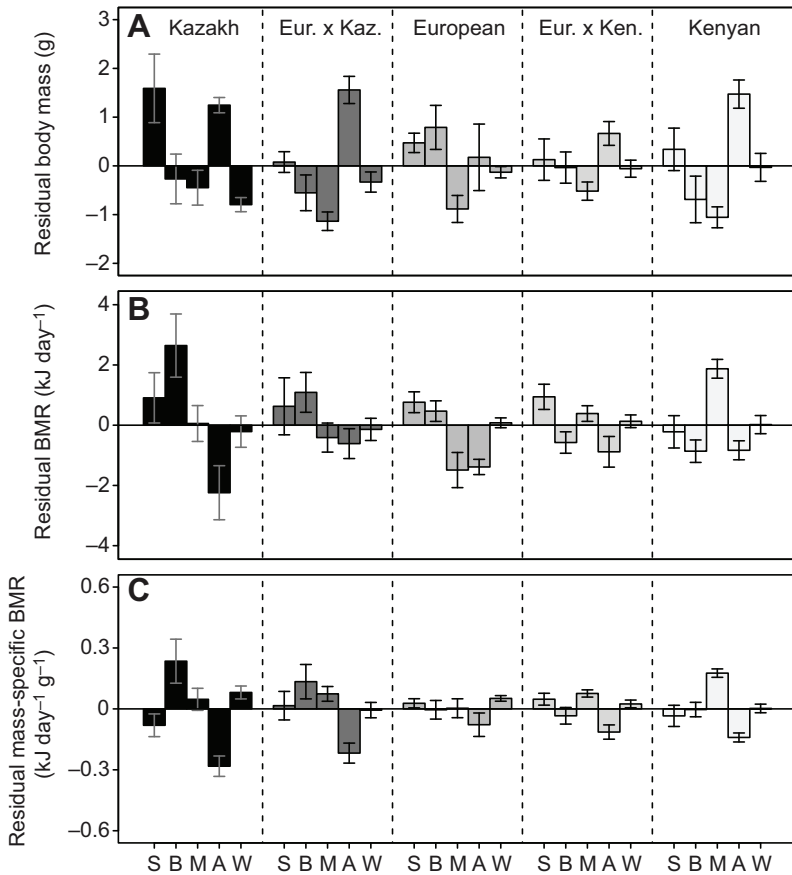 A Kazakh Eur. x Kaz. European Eur. x Ken. Kenyan
Residual body mass (g)
3
2
1
0
–1
–2
B
Residual BMR (kJ day–1)
4
2
0
–2
–4
C
Residual mass-specific BMR
(kJ day–1 g–1)
0.6
0.3
0
–0.3
–0.6
S B M A W S B M A W S B M A W S B M A W S B M A W